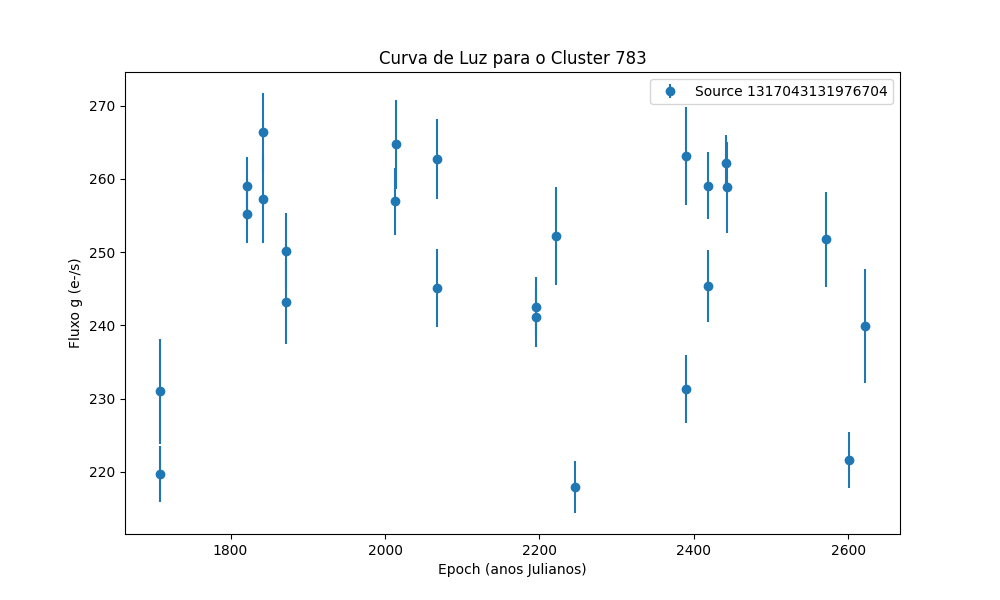 Curva de Luz para o Cluster 783
Source 1317043131976704
270
260
250
240
230
220
Fluxo g (e-/s)
1800 2000 2200 2400 2600
Epoch (anos Julianos)